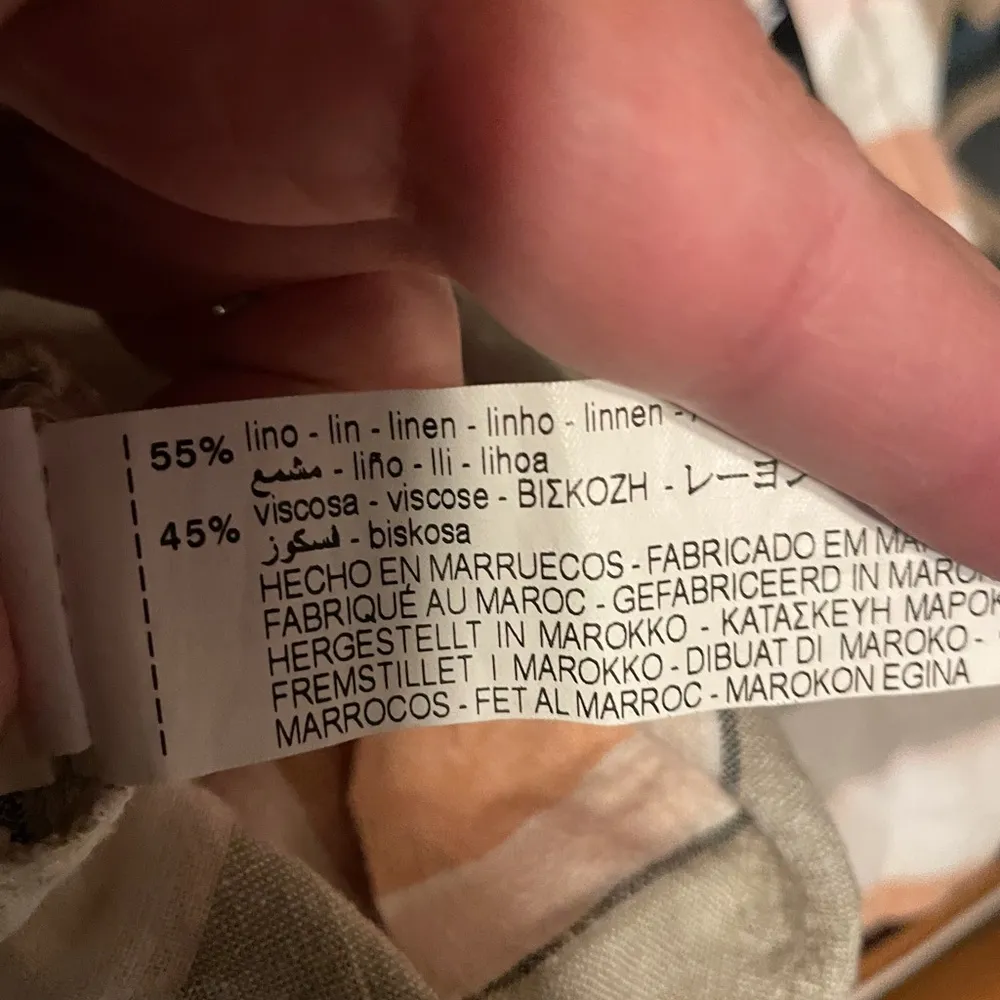 55% lino - lin - linen - linho - linnen -
مشمع - liño - lli - lihoa
45% viscosa - viscose - ΒΙΣΚΟΖΗ - レーヨン
لسكوز - biskosa
HECHO EN MARRUECOS - FABRICADO EM
FABRIQUÉ AU MAROC - GEFABRICEERD IN
HERGESTELLT IN MAROKKO - ΚΑΤΑΣΚΕΥΗ
FREMSTILLET I MAROKKO - DIBUAT DI MAROKO -
MARROCOS - FET AL MARROC - MAROKON EGINA